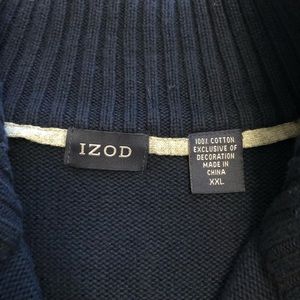 IZOD
100% COTTON
EXCLUSIVE OF
DECORATION
MADE IN
CHINA
XXL